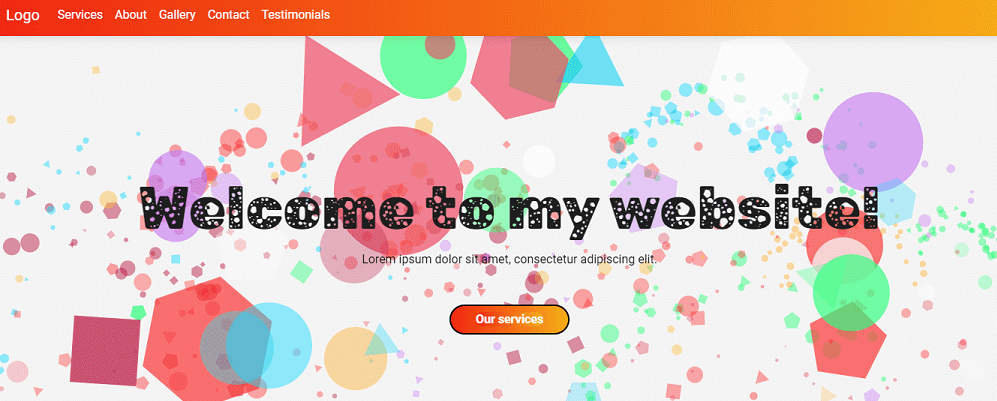 Logo Services About Gallery Contact Testimonials
Welcome to my website!
Lorem ipsum dolor sit amet, consectetur adipiscing elit.
Our services